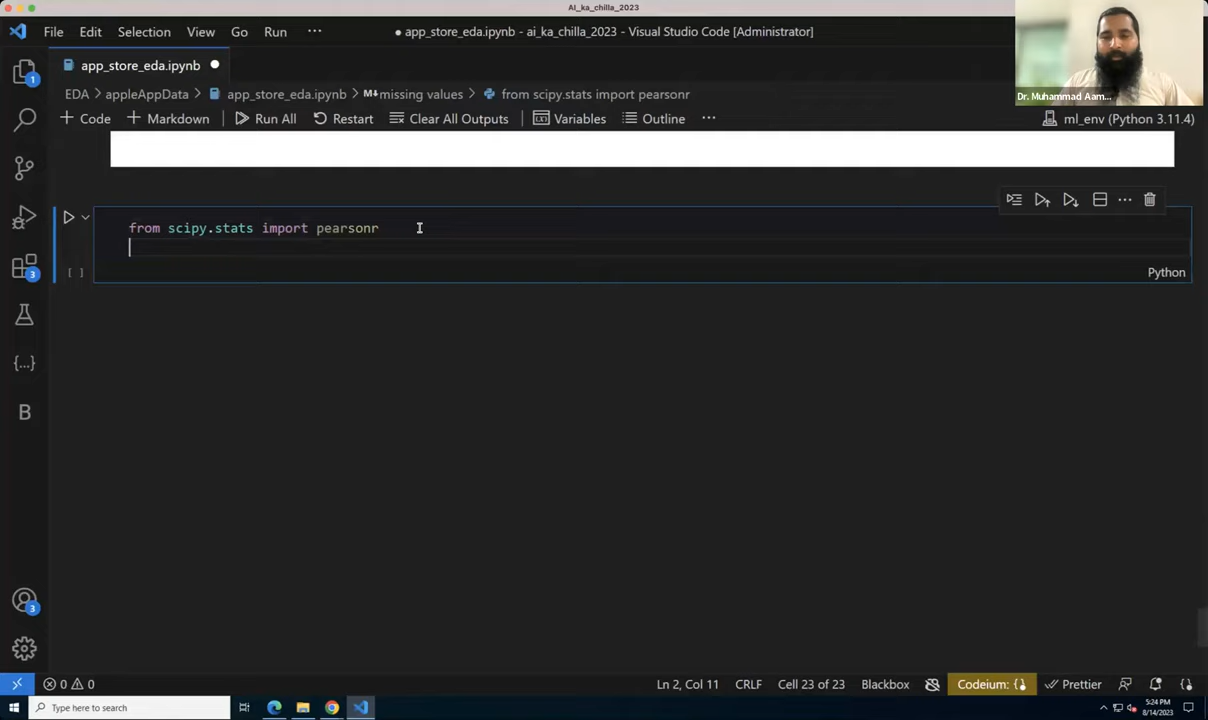 AI_ka_chilla_2023
File Edit Selection View Go Run ···
app_store_eda.ipynb - ai_ka_chilla_2023 - Visual Studio Code [Administrator]
app_store_eda.ipynb
EDA > appleAppData > app_store_eda.ipynb > M↓missing values > from scipy.stats import pearsonr
Dr. Muhammad Aam...
+ Code + Markdown Run All Restart Clear All Outputs Variables Outline ··· ml_env (Python 3.11.4)
1
from scipy.stats import pearsonr
[ ]
Python
3
{...}
B
3
0 0 Ln 2, Col 11 CRLF Cell 23 of 23 Blackbox Codeium: {} Prettier
Type here to search
5:24 PM
8/14/2023